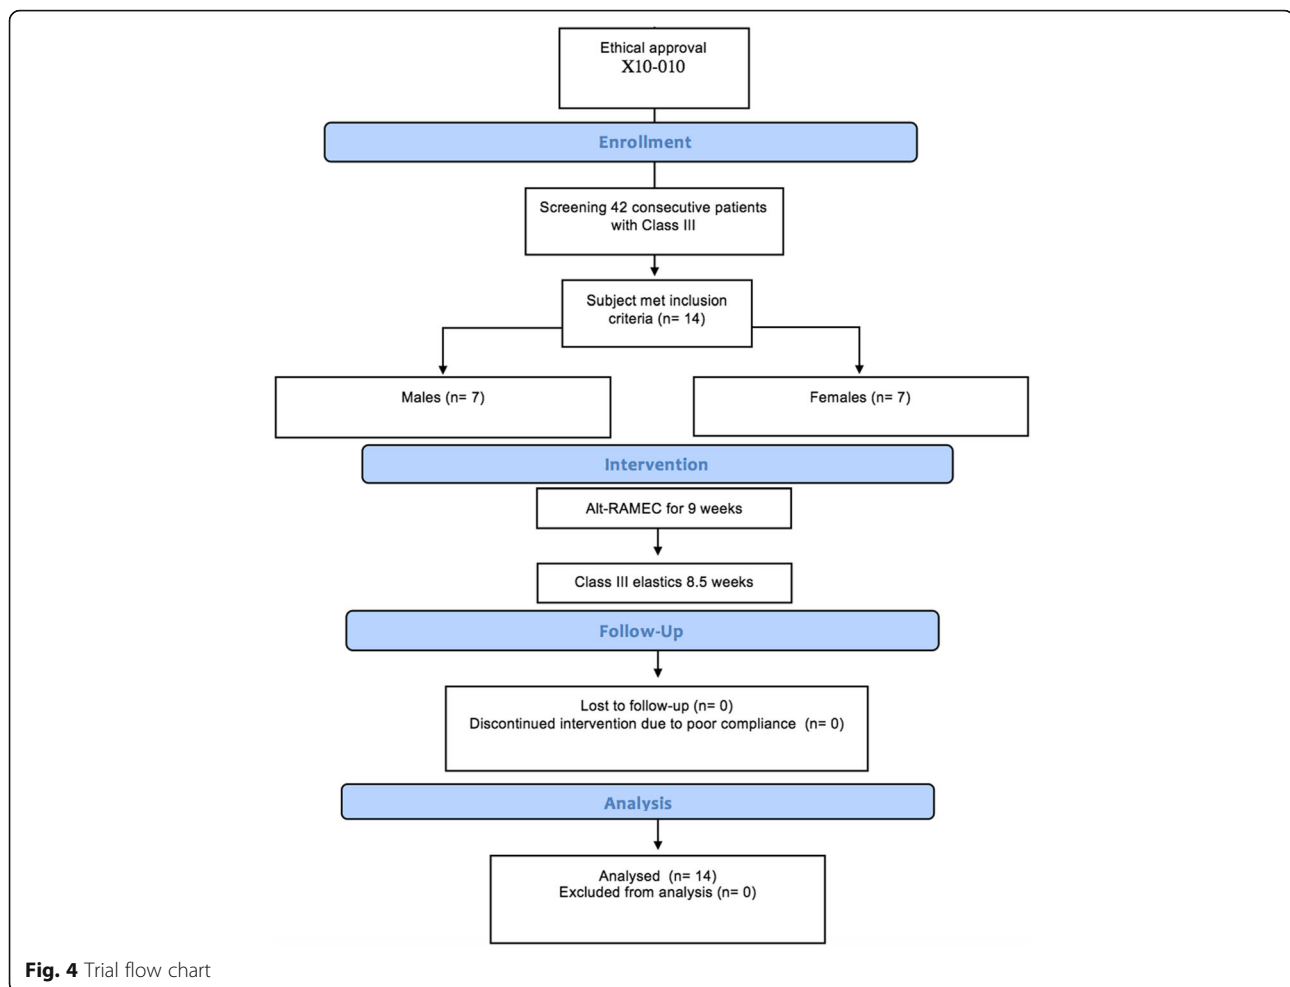 Ethical approval
X10-010
Enrollment
Screening 42 consecutive patients
with Class III
Subject met inclusion
criteria (n= 14)
Males (n= 7)
Females (n= 7)
Intervention
Alt-RAMEC for 9 weeks
Class III elastics 8.5 weeks
Follow-Up
Lost to follow-up (n= 0)
Discontinued intervention due to poor compliance (n= 0)
Analysis
Analysed (n= 14)
Excluded from analysis (n= 0)
Fig. 4 Trial flow chart